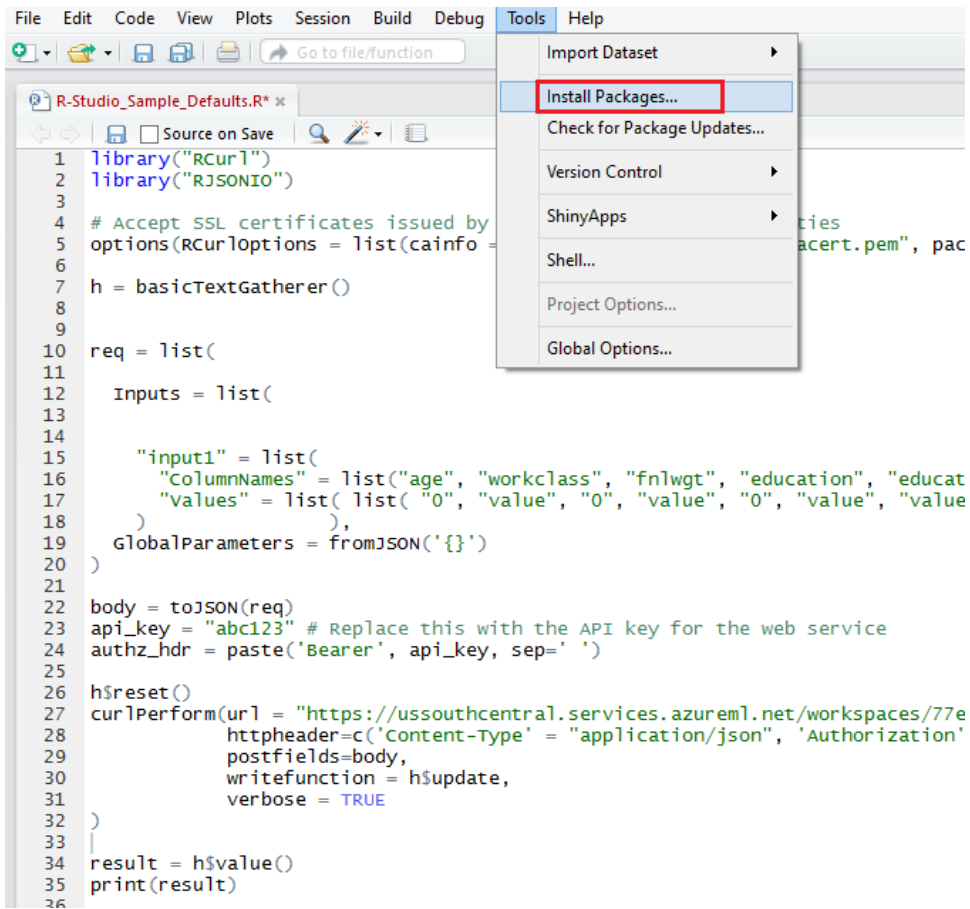 File Edit Code View Plots Session Build Debug Tools Help
Go to file/function
Import Dataset
Install Packages...
Check for Package Updates...
Version Control
ShinyApps
Shell...
Project Options...
Global Options...
R-Studio_Sample_Defaults.R*
Source on Save
1 library("RCurl")
2 library("RJSONIO")
3
4 # Accept SSL certificates issued by ties
5 options(RCurlOptions = list(cainfo = acert.pem", pac
6
7 h = basicTextGatherer()
8
9
10 req = list(
11
12 Inputs = list(
13
14
15 "input1" = list(
16 "ColumnNames" = list("age", "workclass", "fnlwgt", "education", "educat
17 "Values" = list( list( "0", "value", "0", "value", "0", "value", "value
18 ) ),
19 GlobalParameters = fromJSON('{}')
20 )
21
22 body = toJSON(req)
23 api_key = "abc123" # Replace this with the API key for the web service
24 authz_hdr = paste('Bearer', api_key, sep=' ')
25
26 h$reset()
27 curlPerform(url = "https://ussouthcentral.services.azureml.net/workspaces/77e
28 httpheader=c('Content-Type' = "application/json", 'Authorization'
29 postfields=body,
30 writefunction = h$update,
31 verbose = TRUE
32 )
33
34 result = h$value()
35 print(result)
36